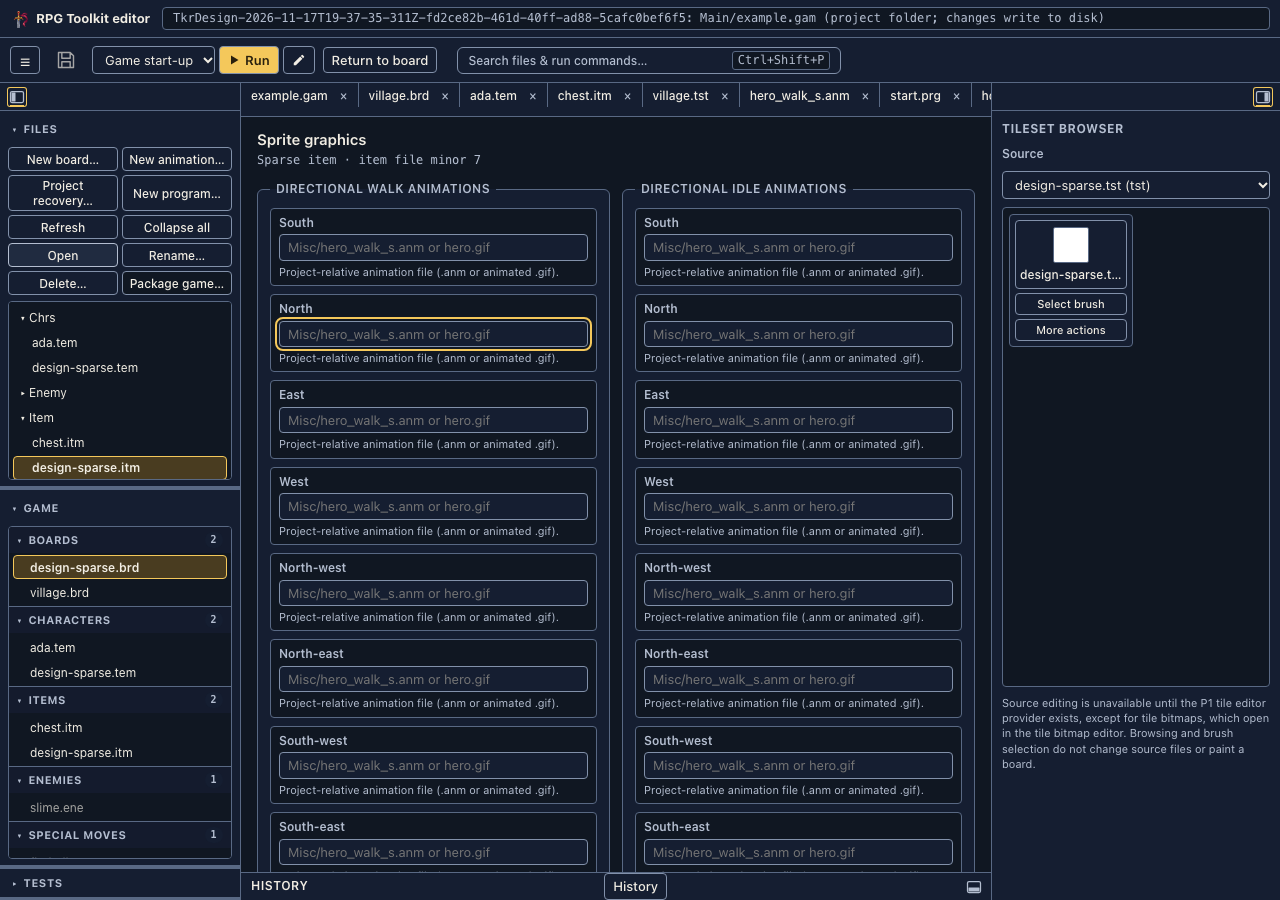 RPG Toolkit editor
TkrDesign-2026-11-17T19-37-35-311Z-fd2ce82b-461d-40ff-ad88-5cafc0bef6f5: Main/example.gam (project folder; changes write to disk)
Game start-up
Run
Return to board
Search files & run commands...
Ctrl+Shift+P
FILES
New board...
New animation...
Project recovery...
New program...
Refresh
Collapse all
Open
Rename...
Delete...
Package game...
Chrs
ada.tem
design-sparse.tem
Enemy
Item
chest.itm
design-sparse.itm
GAME
BOARDS 2
design-sparse.brd
village.brd
CHARACTERS 2
ada.tem
design-sparse.tem
ITEMS 2
chest.itm
design-sparse.itm
ENEMIES 1
slime.ene
SPECIAL MOVES 1
TESTS
example.gam ×
village.brd ×
ada.tem ×
chest.itm ×
village.tst ×
hero_walk_s.anm ×
start.prg ×
Sprite graphics
Sparse item · item file minor 7
DIRECTIONAL WALK ANIMATIONS
South
Misc/hero_walk_s.anm or hero.gif
Project-relative animation file (.anm or animated .gif).
North
Misc/hero_walk_s.anm or hero.gif
Project-relative animation file (.anm or animated .gif).
East
Misc/hero_walk_s.anm or hero.gif
Project-relative animation file (.anm or animated .gif).
West
Misc/hero_walk_s.anm or hero.gif
Project-relative animation file (.anm or animated .gif).
North-west
Misc/hero_walk_s.anm or hero.gif
Project-relative animation file (.anm or animated .gif).
North-east
Misc/hero_walk_s.anm or hero.gif
Project-relative animation file (.anm or animated .gif).
South-west
Misc/hero_walk_s.anm or hero.gif
Project-relative animation file (.anm or animated .gif).
South-east
Misc/hero_walk_s.anm or hero.gif
DIRECTIONAL IDLE ANIMATIONS
South
Misc/hero_walk_s.anm or hero.gif
Project-relative animation file (.anm or animated .gif).
North
Misc/hero_walk_s.anm or hero.gif
Project-relative animation file (.anm or animated .gif).
East
Misc/hero_walk_s.anm or hero.gif
Project-relative animation file (.anm or animated .gif).
West
Misc/hero_walk_s.anm or hero.gif
Project-relative animation file (.anm or animated .gif).
North-west
Misc/hero_walk_s.anm or hero.gif
Project-relative animation file (.anm or animated .gif).
North-east
Misc/hero_walk_s.anm or hero.gif
Project-relative animation file (.anm or animated .gif).
South-west
Misc/hero_walk_s.anm or hero.gif
Project-relative animation file (.anm or animated .gif).
South-east
Misc/hero_walk_s.anm or hero.gif
HISTORY
History
TILESET BROWSER
Source
design-sparse.tst (tst)
design-sparse.t...
Select brush
More actions
Source editing is unavailable until the P1 tile editor
provider exists, except for tile bitmaps, which open
in the tile bitmap editor. Browsing and brush
selection do not change source files or paint a
board.